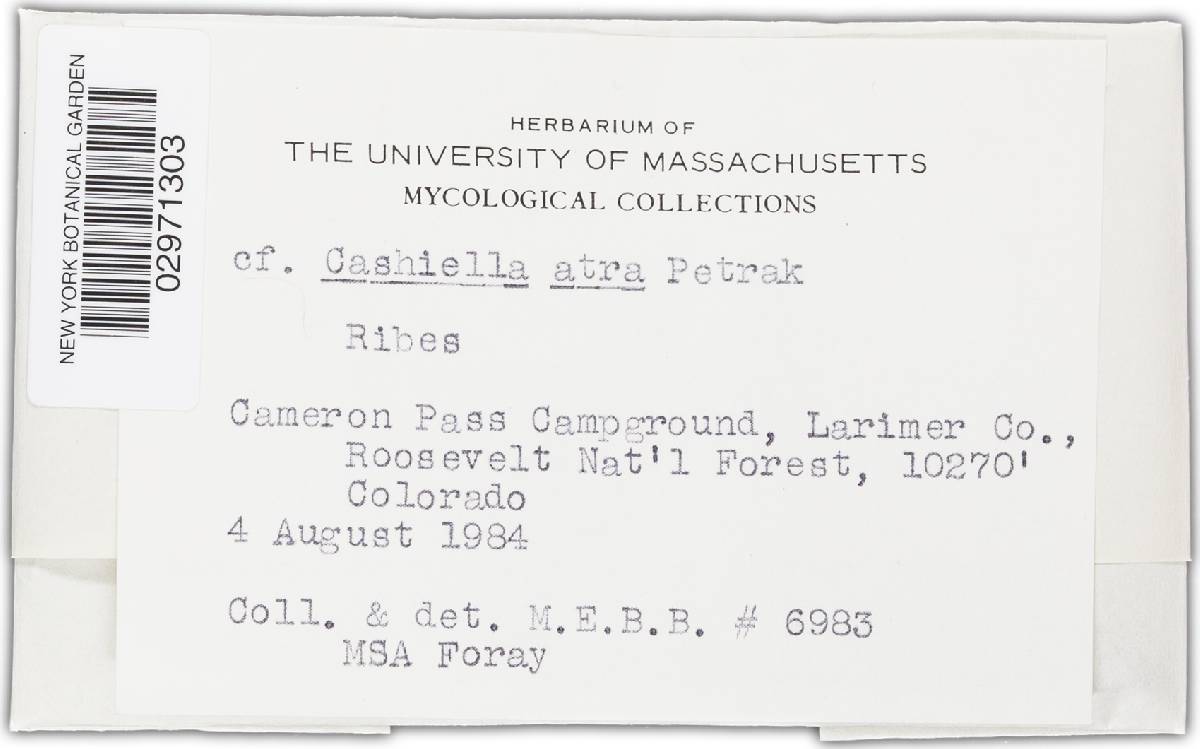 NEW YORK BOTANICAL GARDEN
02971303
HERBARIUM OF
THE UNIVERSITY OF MASSACHUSETTS
MYCOLOGICAL COLLECTIONS
cf. Cashiella atra Petrak
Ribes
Cameron Pass Campground, Larimer Co.,
Roosevelt Nat'l Forest, 10270'
Colorado
4 August 1984
Coll. & det. M.E.B.B. # 6983
MSA Foray